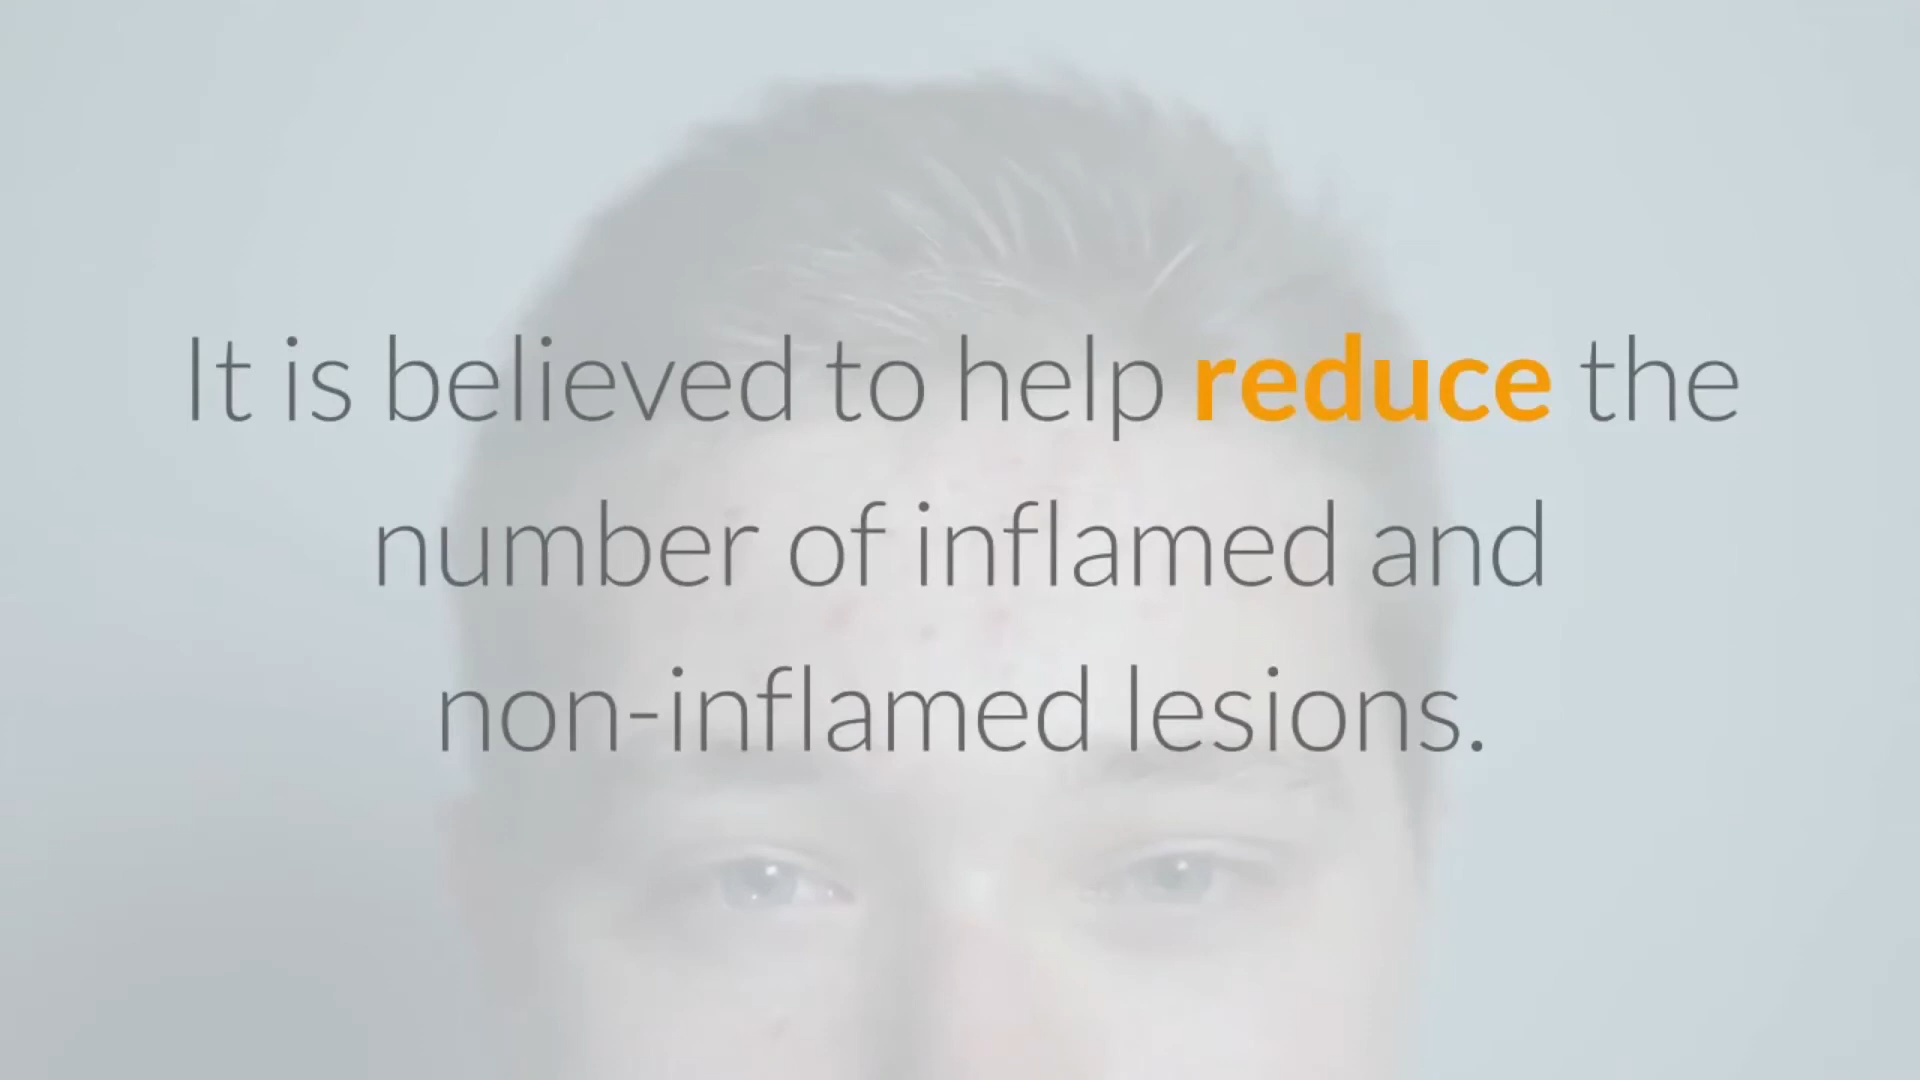 It is believed to help reduce the
number of inflamed and
non-inflamed lesions.